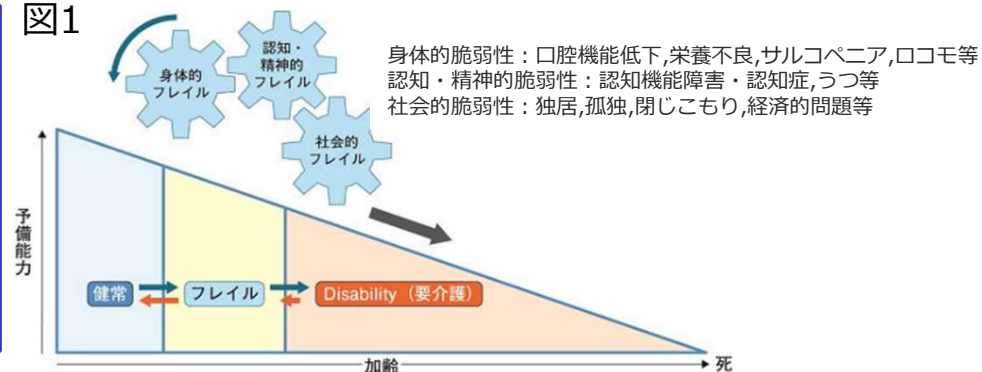 図1
身体的
フレイル
認知・
精神的
フレイル
社会的
フレイル
身体的脆弱性：口腔機能低下,栄養不良,サルコペニア,ロコモ等
認知・精神的脆弱性：認知機能障害・認知症,うつ等
社会的脆弱性：独居,孤独,閉じこもり,経済的問題等
予備能力
健常
フレイル
Disability（要介護）
加齢
死